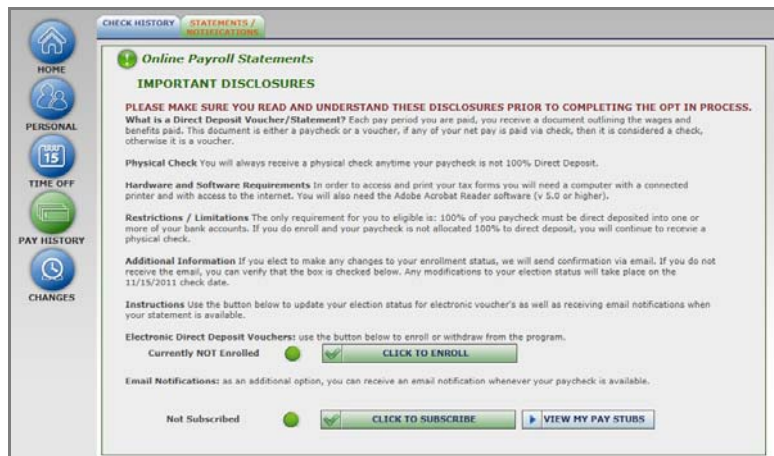 CHECK HISTORY
STATEMENTS /
NOTIFICATIONS
HOME
PERSONAL
15
TIME OFF
PAY HISTORY
CHANGES
Online Payroll Statements
IMPORTANT DISCLOSURES
PLEASE MAKE SURE YOU READ AND UNDERSTAND THESE DISCLOSURES PRIOR TO COMPLETING THE OPT IN PROCESS.
What is a Direct Deposit Voucher/Statement? Each pay period you are paid, you receive a document outlining the wages and
benefits paid. This document is either a paycheck or a voucher, if any of your net pay is paid via check, then it is considered a check,
otherwise it is a voucher.
Physical Check You will always receive a physical check anytime your paycheck is not 100% Direct Deposit.
Hardware and Software Requirements In order to access and print your tax forms you will need a computer with a connected
printer and with access to the internet. You will also need the Adobe Acrobat Reader software (v 5.0 or higher).
Restrictions / Limitations The only requirement for you to eligible is: 100% of you paycheck must be direct deposited into one or
more of your bank accounts. If you do enroll and your paycheck is not allocated 100% to direct deposit, you will continue to recevie a
physical check.
Additional Information If you elect to make any changes to your enrollment status, we will send confirmation via email. If you do not
receive the email, you can verify that the box is checked below. Any modifications to your election status will take place on the
11/15/2011 check date.
Instructions Use the button below to update your election status for electronic voucher's as well as receiving email notifications when
your statement is available.
Electronic Direct Deposit Vouchers: use the button below to enroll or withdraw from the program.
Currently NOT Enrolled CLICK TO ENROLL
Email Notifications: as an additional option, you can receive an email notification whenever your paycheck is available.
Not Subscribed CLICK TO SUBSCRIBE VIEW MY PAY STUBS